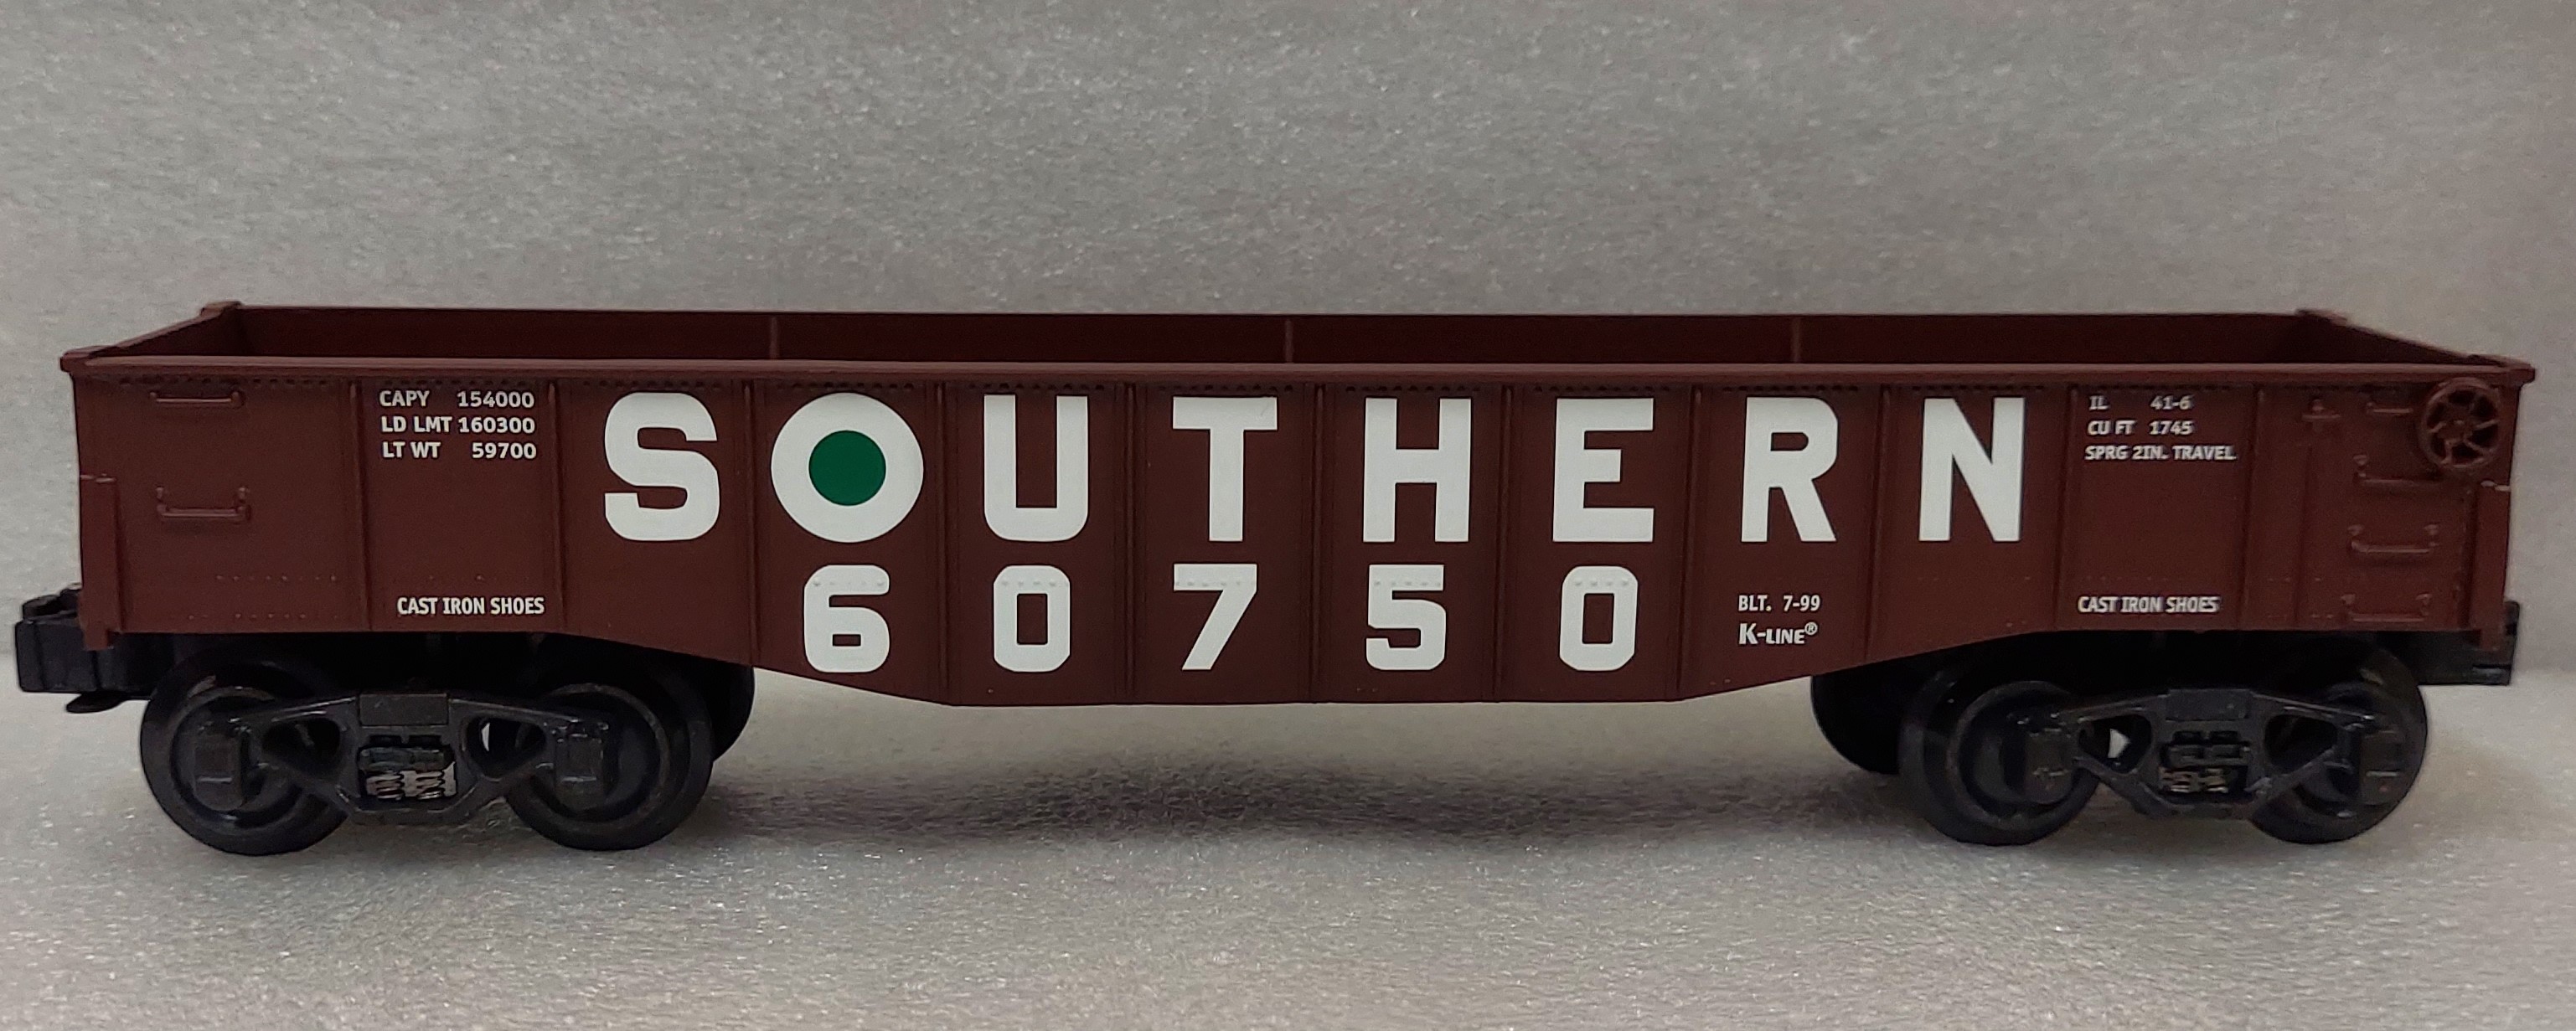 CAPY 154000
LD LMT 160300
LT WT 59700
CAST IRON SHOES
SOUTHERN
60750
BLT. 7-99
K-LINE®
IL 41-6
CU FT 1745
SPRG 2IN. TRAVEL
CAST IRON SHOES